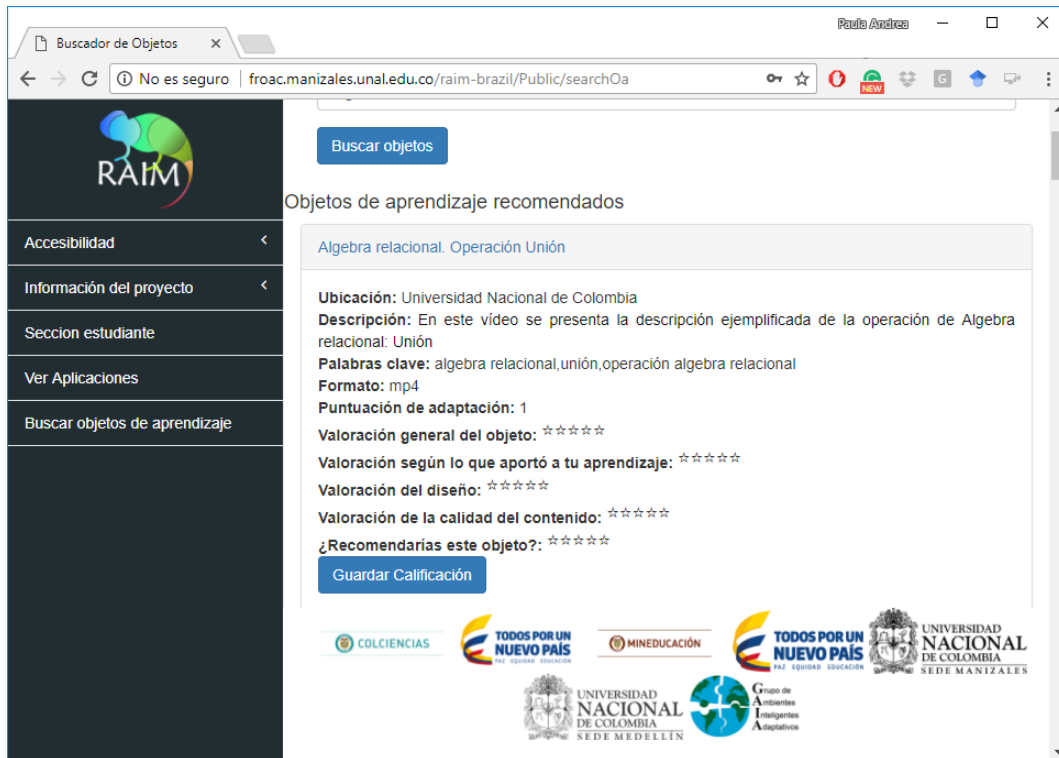 Paula Andrea
Buscador de Objetos
No es seguro froac.manizales.unal.edu.co/raim-brazil/Public/searchOa
NEW
G
RAIM
Buscar objetos
Objetos de aprendizaje recomendados
Accesibilidad
Información del proyecto
Seccion estudiante
Ver Aplicaciones
Buscar objetos de aprendizaje
Algebra relacional. Operación Unión
Ubicación: Universidad Nacional de Colombia
Descripción: En este vídeo se presenta la descripción ejemplificada de la operación de Algebra
relacional: Unión
Palabras clave: algebra relacional,unión,operación algebra relacional
Formato: mp4
Puntuación de adaptación: 1
Valoración general del objeto: ☆☆☆☆☆
Valoración según lo que aportó a tu aprendizaje: ☆☆☆☆☆
Valoración del diseño: ☆☆☆☆☆
Valoración de la calidad del contenido: ☆☆☆☆☆
¿Recomendarías este objeto?: ☆☆☆☆☆
Guardar Calificación
COLCIENCIAS
TODOS POR UN
NUEVO PAÍS
PAZ EQUIDAD EDUCACIÓN
MINEDUCACIÓN
TODOS POR UN
NUEVO PAÍS
PAZ EQUIDAD EDUCACIÓN
UNIVERSIDAD
NACIONAL
DE COLOMBIA
SEDE MANIZALES
UNIVERSIDAD
NACIONAL
DE COLOMBIA
SEDE MEDELLÍN
Grupo de
Ambientes
Inteligentes
Adaptativos